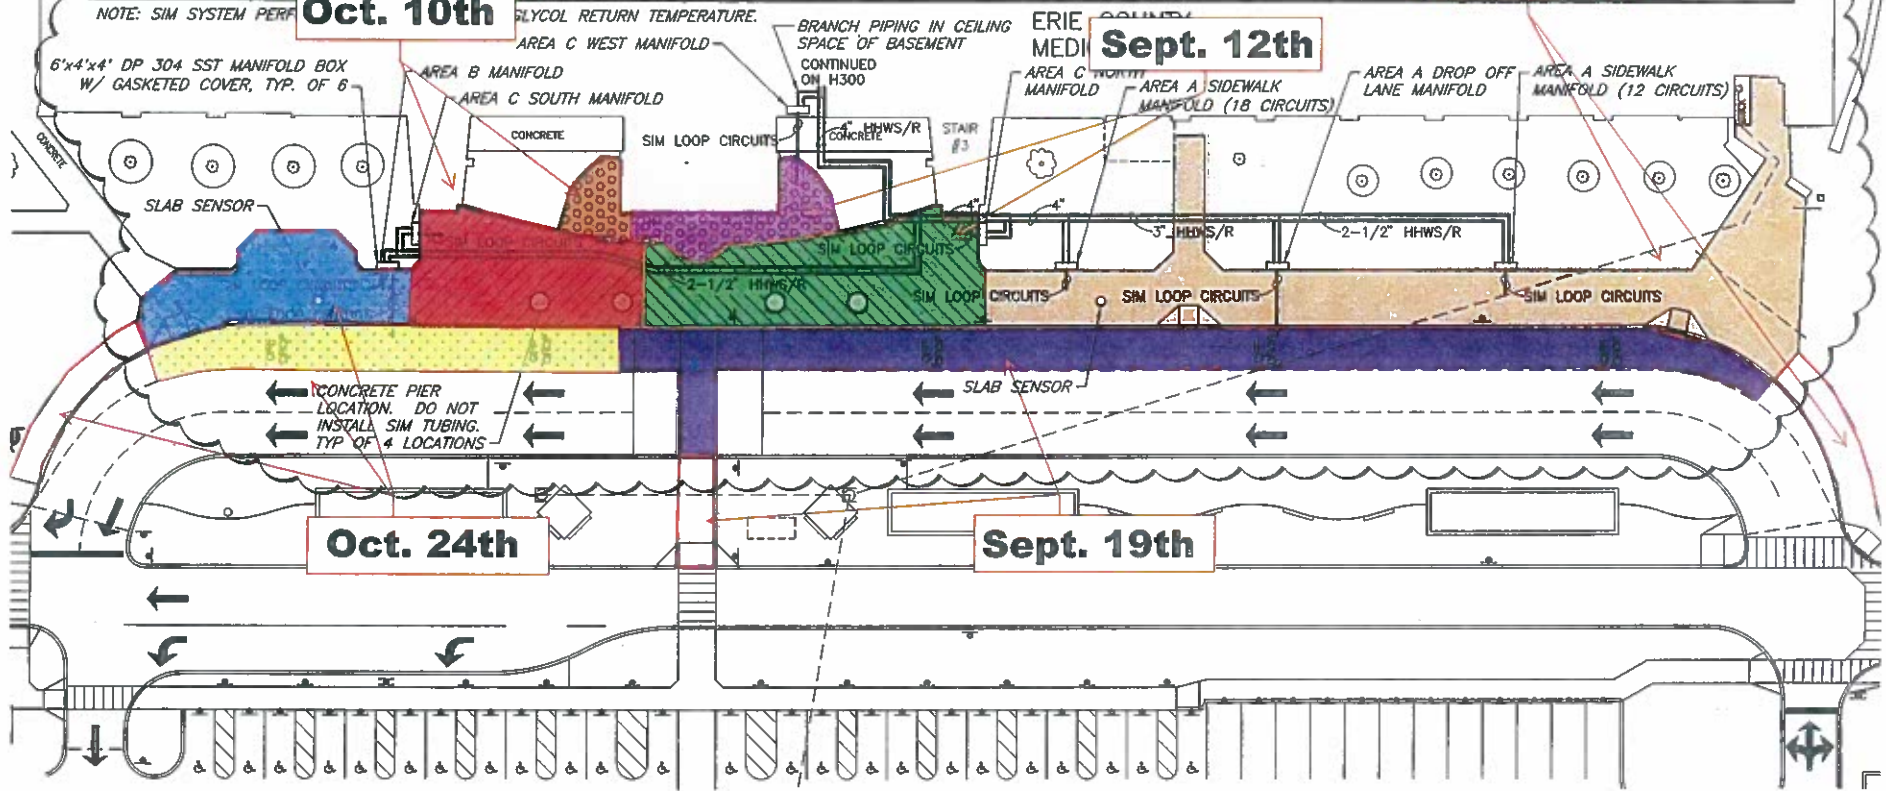 Oct. 10th
NOTE: SIM SYSTEM
GLYCOL RETURN TEMPERATURE.
BRANCH PIPING IN CEILING
SPACE OF BASEMENT
CONTINUED
ON H300
ERIE COUNTY
Sept. 12th
AREA C WEST MANIFOLD
6'x4'x4' DP 304 SST MANIFOLD BOX
W/ GASKETED COVER, TYP. OF 6
AREA B MANIFOLD
AREA C SOUTH MANIFOLD
AREA C NORTH
MANIFOLD
AREA A SIDEWALK
MANIFOLD (18 CIRCUITS)
AREA A DROP OFF
LANE MANIFOLD
AREA A SIDEWALK
MANIFOLD (12 CIRCUITS)
CONCRETE
CONCRETE
SIM LOOP CIRCUITS
4" HHWS/R
CONCRETE
STAIR
#3
SLAB SENSOR
4"
4"
3" HHWS/R
2-1/2" HHWS/R
SIM LOOP CIRCUITS
SIM LOOP CIRCUITS
SIM LOOP CIRCUITS
2-1/2" HHWS/R
SIM LOOP CIRCUITS
SIM LOOP CIRCUITS
SIM LOOP CIRCUITS
CONCRETE PIER
LOCATION. DO NOT
INSTALL SIM TUBING.
TYP OF 4 LOCATIONS
SLAB SENSOR
Oct. 24th
Sept. 19th